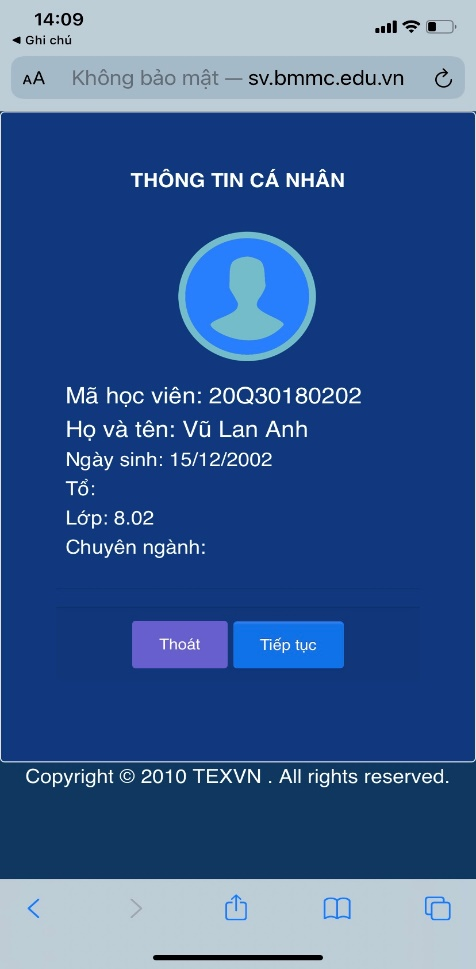 14:09
◀ Ghi chú
AA Không bảo mật — sv.bmmc.edu.vn
THÔNG TIN CÁ NHÂN
Mã học viên: 20Q30180202
Họ và tên: Vũ Lan Anh
Ngày sinh: 15/12/2002
Tổ:
Lớp: 8.02
Chuyên ngành:
Thoát Tiếp tục
Copyright © 2010 TEXVN . All rights reserved.